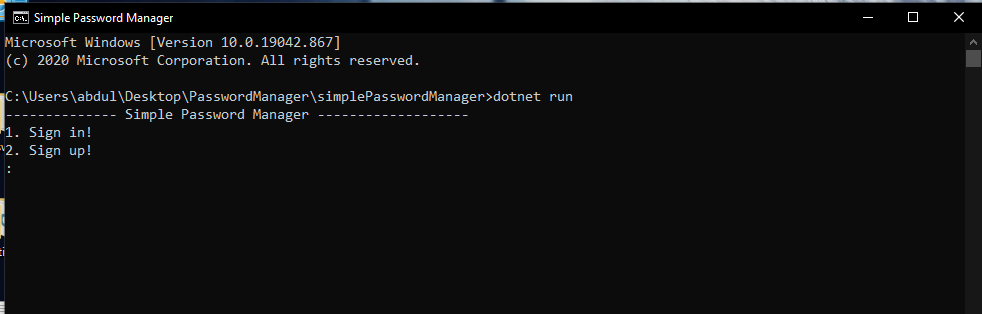 Simple Password Manager
Microsoft Windows [Version 10.0.19042.867]
(c) 2020 Microsoft Corporation. All rights reserved.
C:\Users\abdul\Desktop\PasswordManager\simplePasswordManager>dotnet run
-------------- Simple Password Manager -------------------
1. Sign in!
2. Sign up!
: